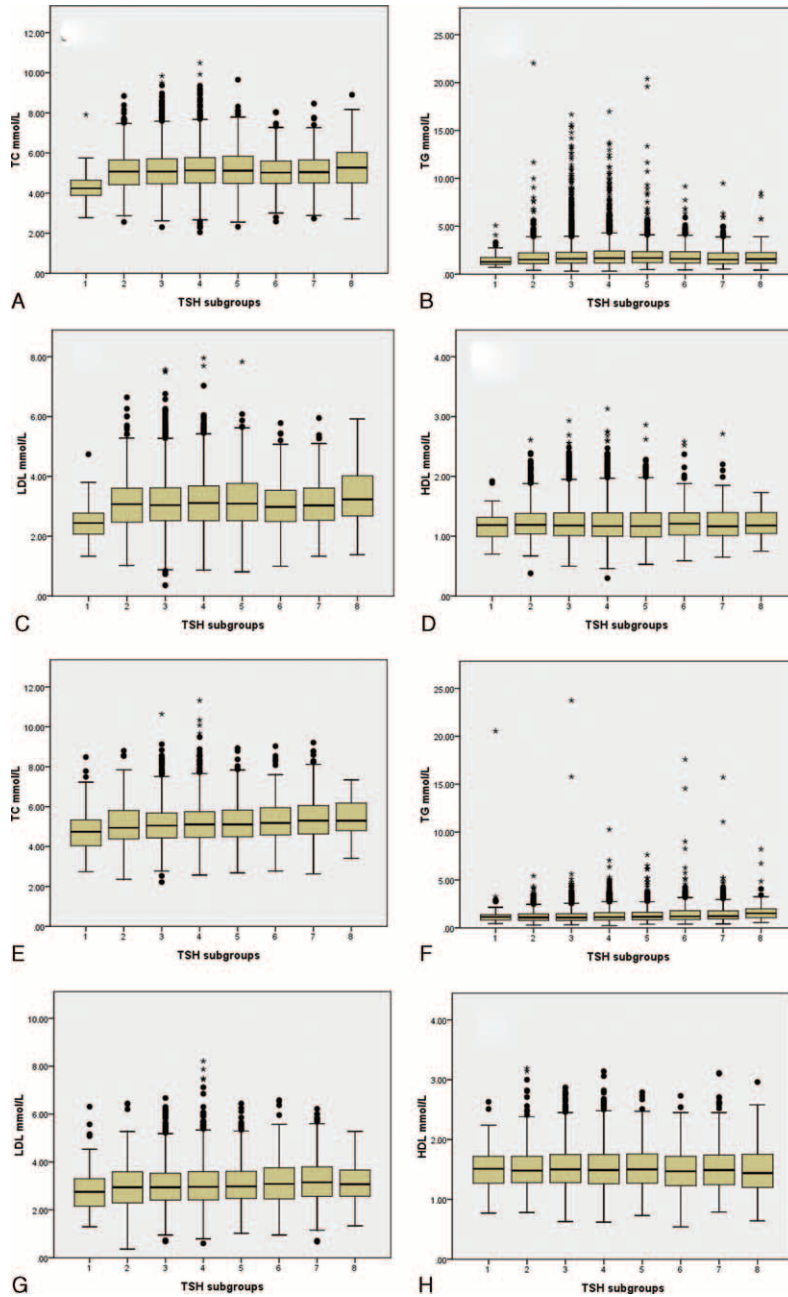 TC mmol/L
12.00
10.00
8.00
6.00
4.00
2.00
.00
1 2 3 4 5 6 7 8
TSH subgroups
A
TG mmol/L
25.00
20.00
15.00
10.00
5.00
.00
1 2 3 4 5 6 7 8
TSH subgroups
B
LDL mmol/L
8.00
6.00
4.00
2.00
.00
1 2 3 4 5 6 7 8
TSH subgroups
C
HDL mmol/L
4.00
3.00
2.00
1.00
.00
1 2 3 4 5 6 7 8
TSH subgroups
D
TC mmol/L
12.00
10.00
8.00
6.00
4.00
2.00
.00
1 2 3 4 5 6 7 8
TSH subgroups
E
TG mmol/L
25.00
20.00
15.00
10.00
5.00
.00
1 2 3 4 5 6 7 8
TSH subgroups
F
LDL mmol/L
10.00
8.00
6.00
4.00
2.00
.00
1 2 3 4 5 6 7 8
TSH subgroups
G
HDL mmol/L
4.00
3.00
2.00
1.00
.00
1 2 3 4 5 6 7 8
TSH subgroups
H